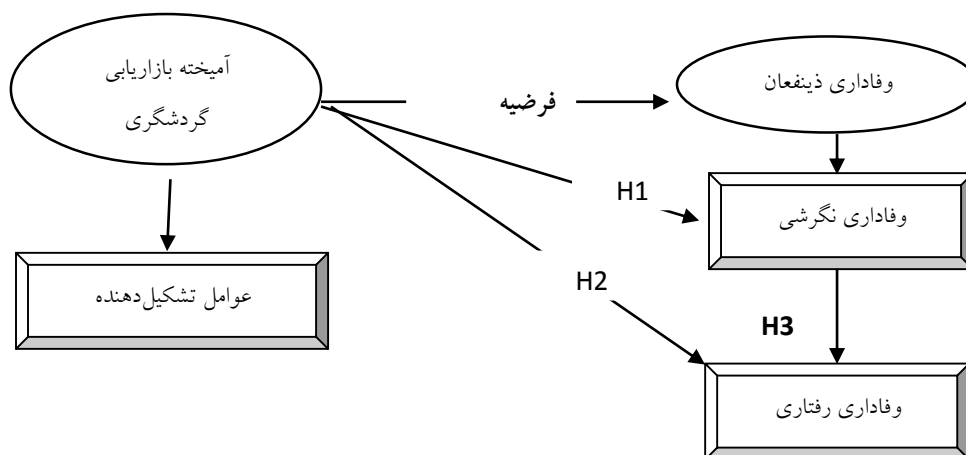 آمیخته بازاریابی
گردشگری
فرضیه
وفاداری ذینفعان
H1
وفاداری نگرشی
عوامل تشکیل‌دهنده
H2
H3
وفاداری رفتاری